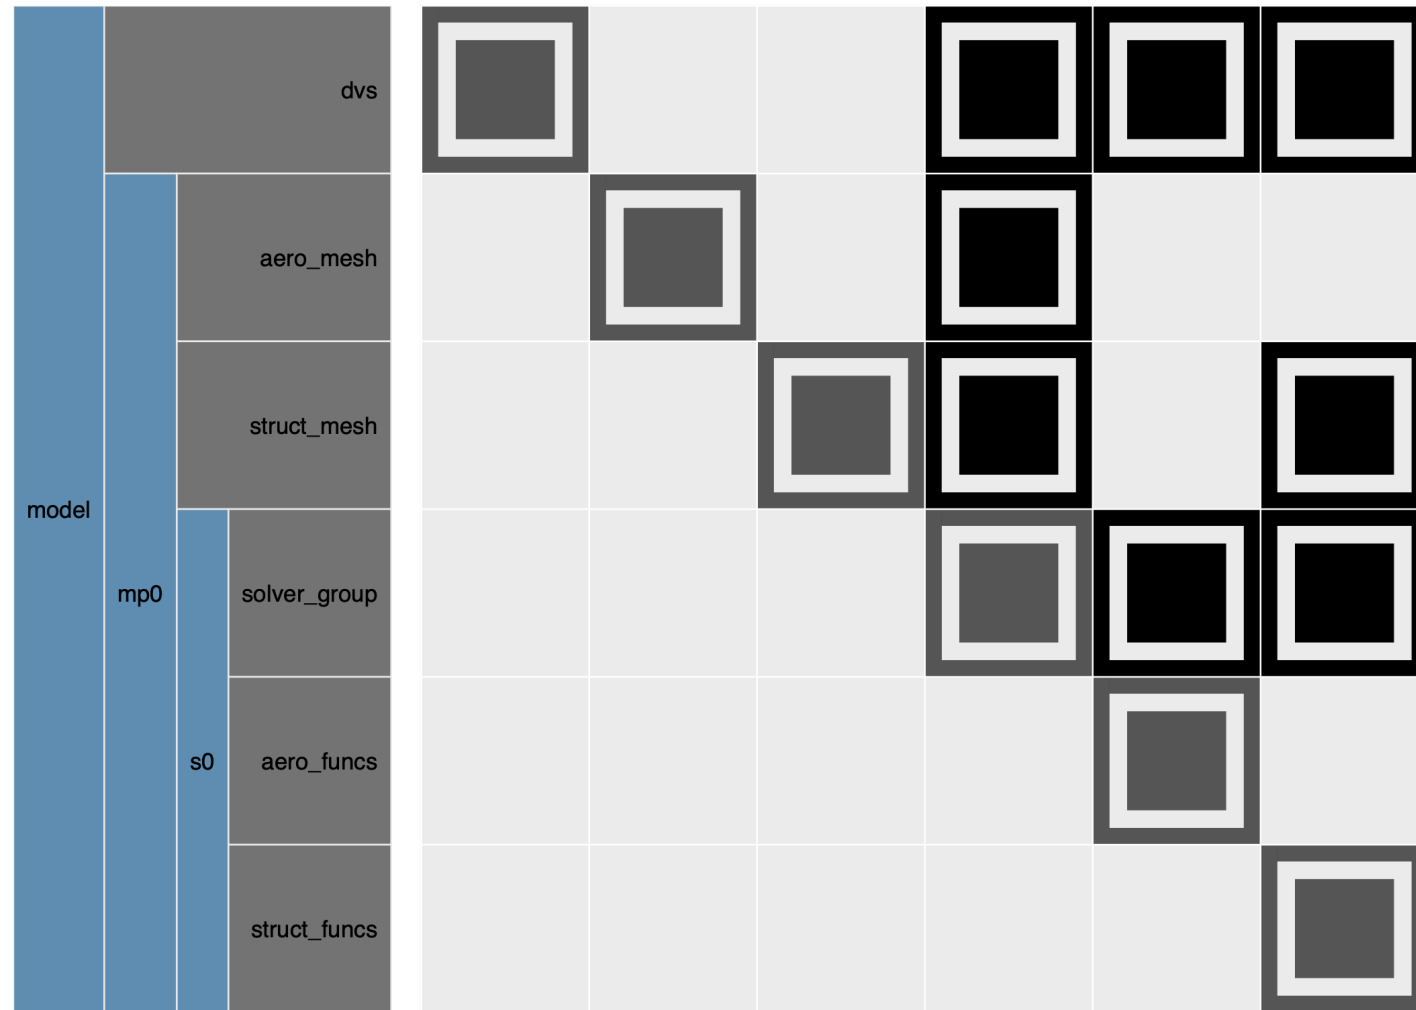 dvs
aero_mesh
struct_mesh
model
mp0
solver_group
s0
aero_funcs
struct_funcs